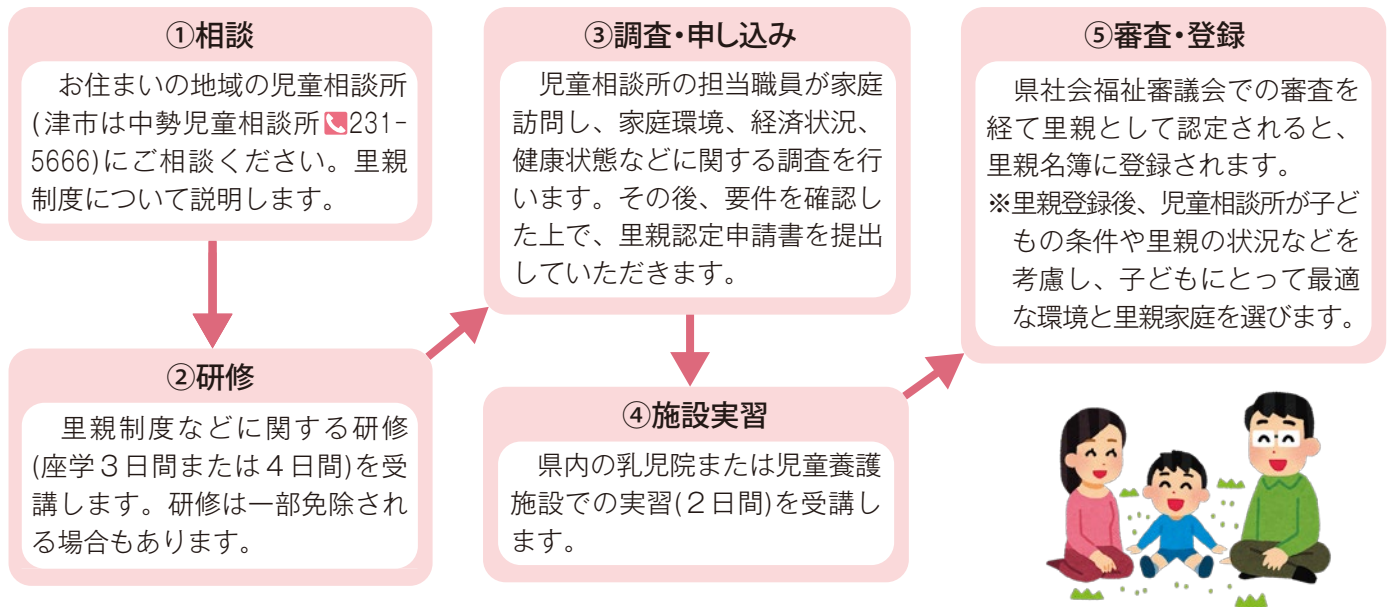 ①相談
お住まいの地域の児童相談所
(津市は中勢児童相談所📞231-
5666)にご相談ください。里親
制度について説明します。
②研修
里親制度などに関する研修
(座学３日間または４日間)を受
講します。研修は一部免除され
る場合もあります。
③調査・申し込み
児童相談所の担当職員が家庭
訪問し、家庭環境、経済状況、
健康状態などに関する調査を行
います。その後、要件を確認し
た上で、里親認定申請書を提出
していただきます。
④施設実習
県内の乳児院または児童養護
施設での実習(２日間)を受講し
ます。
⑤審査・登録
県社会福祉審議会での審査を
経て里親として認定されると、
里親名簿に登録されます。
※里親登録後、児童相談所が子ど
もの条件や里親の状況などを
考慮し、子どもにとって最適
な環境と里親家庭を選びます。